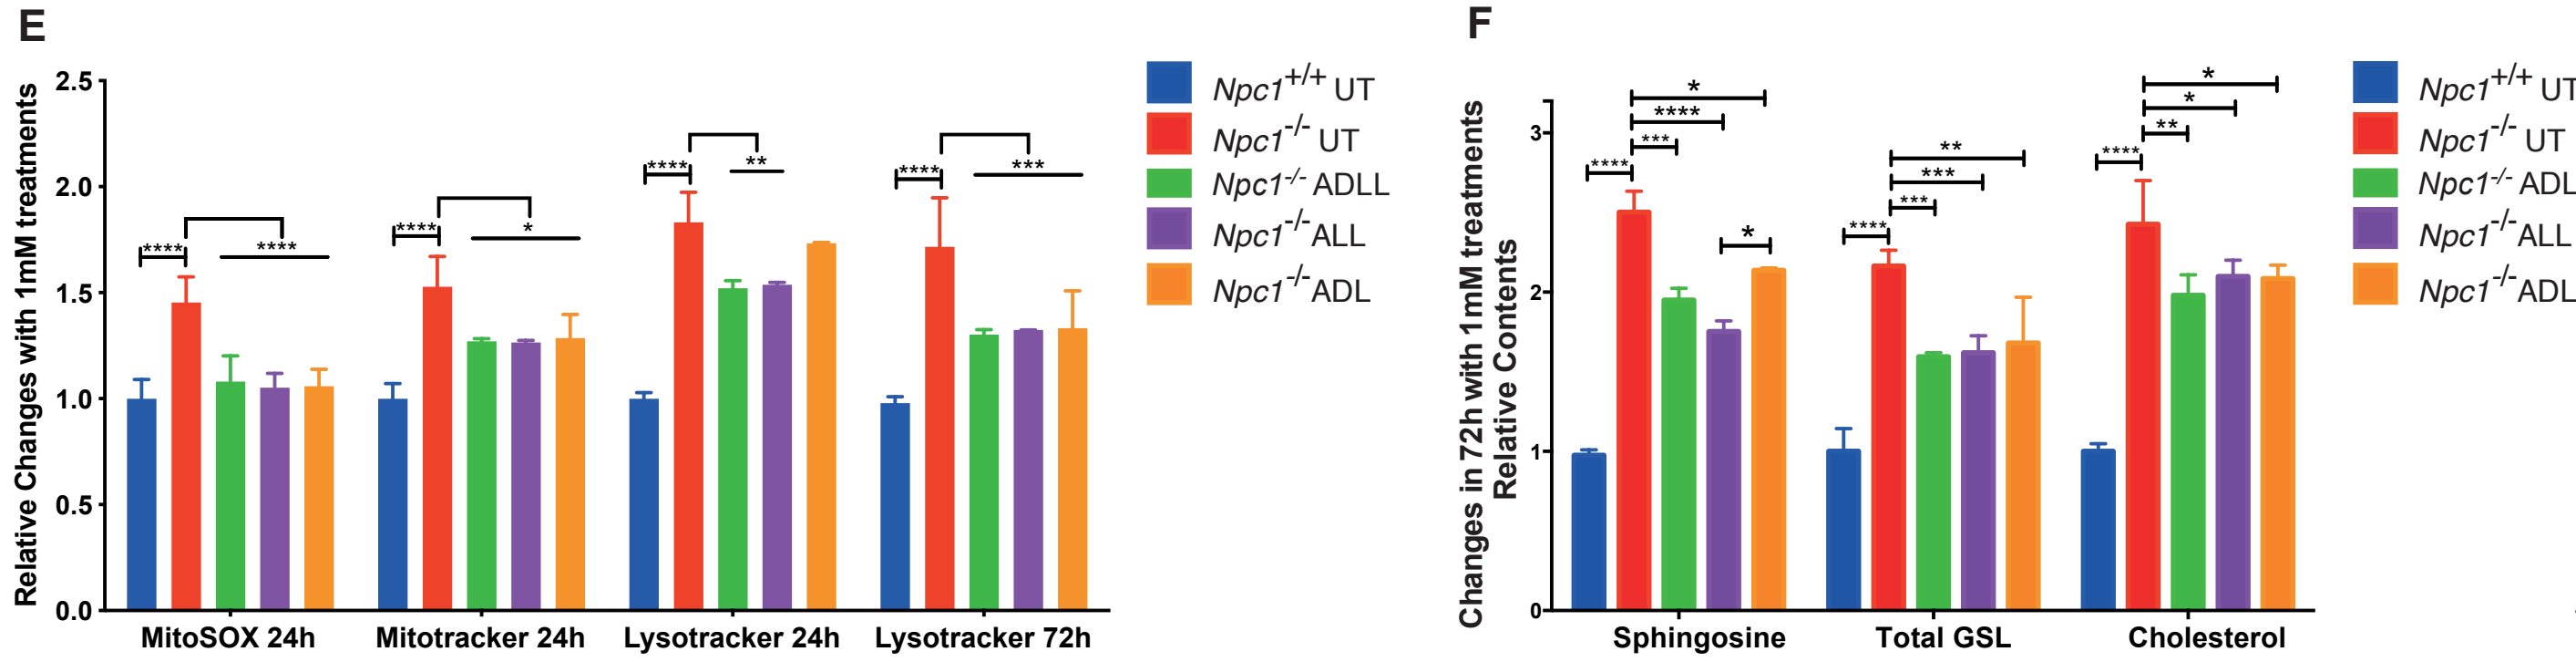 E
Relative Changes with 1mM treatments
2.5
2.0
1.5
1.0
0.5
0.0
****
****
****
*
****
**
****
***
MitoSOX 24h
Mitotracker 24h
Lysotracker 24h
Lysotracker 72h
Npc1+/+ UT
Npc1-/- UT
Npc1-/- ADLL
Npc1-/-ALL
Npc1-/-ADL
F
Changes in 72h with 1mM treatments
Relative Contents
3
2
1
0
*
****
***
****
*
**
***
***
****
*
*
**
****
Sphingosine
Total GSL
Cholesterol
Npc1+/+ UT
Npc1-/- UT
Npc1-/- ADL
Npc1-/-ALL
Npc1-/-ADL